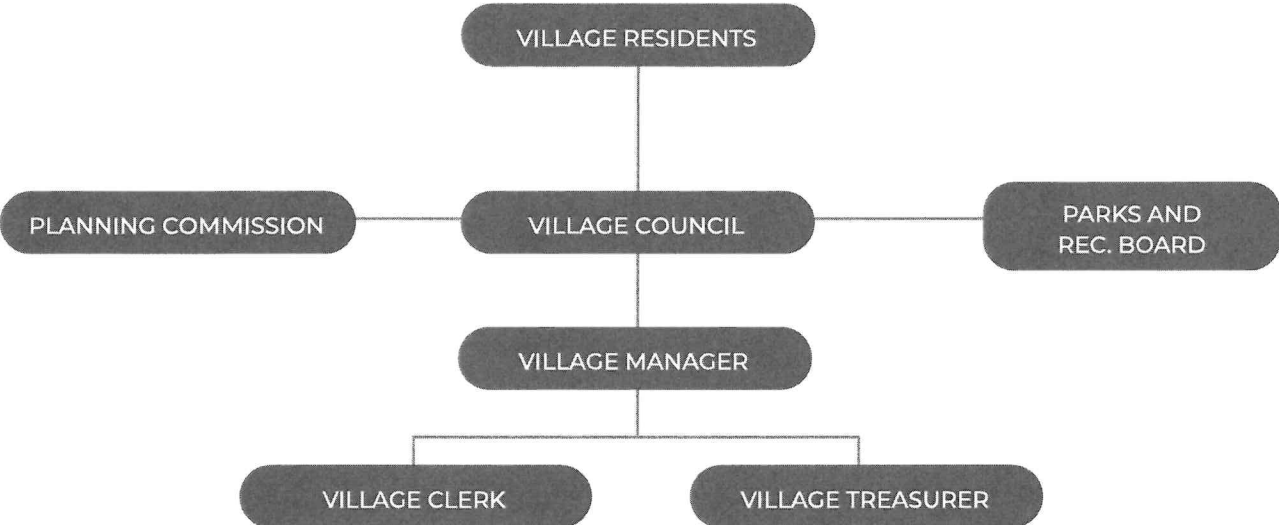 VILLAGE RESIDENTS
PLANNING COMMISSION
VILLAGE COUNCIL
PARKS AND
REC. BOARD
VILLAGE MANAGER
VILLAGE CLERK
VILLAGE TREASURER